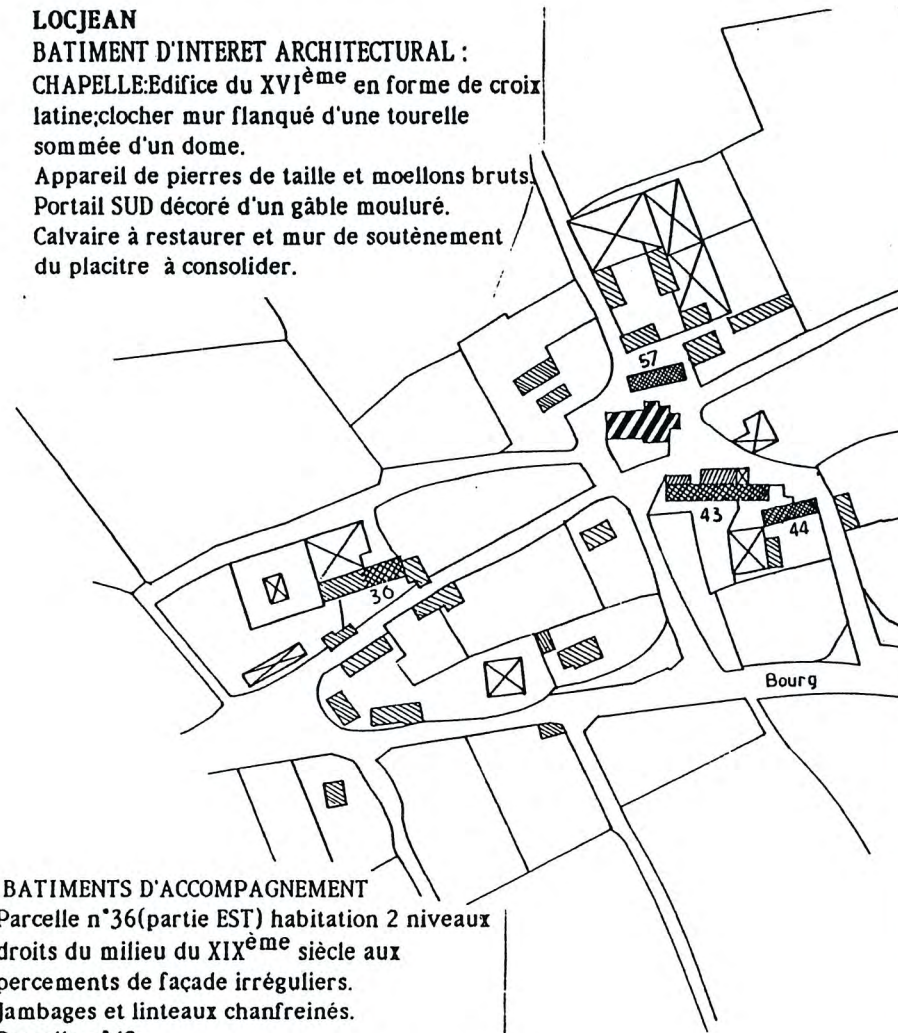 LOCJEAN
BATIMENT D'INTERET ARCHITECTURAL :
CHAPELLE:Edifice du XVIème en forme de croix
latine;clocher mur flanqué d'une tourelle
sommée d'un dome.
Appareil de pierres de taille et moellons bruts.
Portail SUD décoré d'un gâble mouluré.
Calvaire à restaurer et mur de soutènement
du placitre à consolider.
57
43
44
36
Bourg
BATIMENTS D'ACCOMPAGNEMENT
Parcelle n°36(partie EST) habitation 2 niveaux
droits du milieu du XIXème siècle aux
percements de façade irréguliers.
Jambages et linteaux chanfreinés.